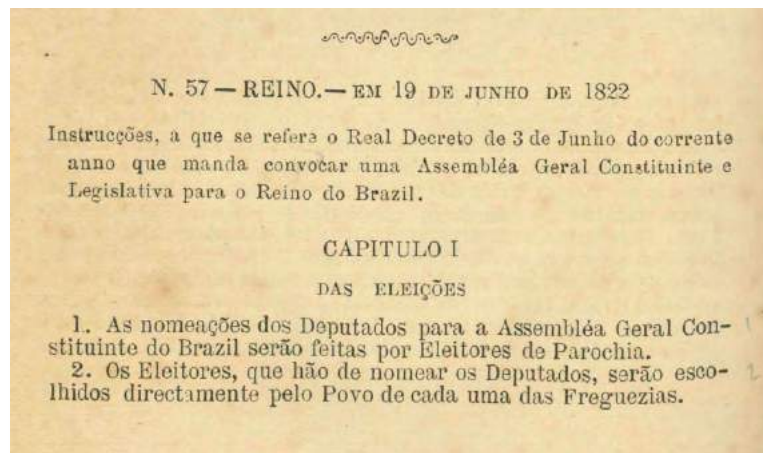 N. 57 — REINO. — EM 19 DE JUNHO DE 1822
Instrucções, a que se refere o Real Decreto de 3 de Junho do corrente
anno que manda convocar uma Assembléa Geral Constituinte e
Legislativa para o Reino do Brazil.
CAPITULO I
DAS ELEIÇÕES
1. As nomeações dos Deputados para a Assembléa Geral Con-
stituinte do Brazil serão feitas por Eleitores de Parochia.
2. Os Eleitores, que hão de nomear os Deputados, serão esco-
lhidos directamente pelo Povo de cada uma das Freguezias.